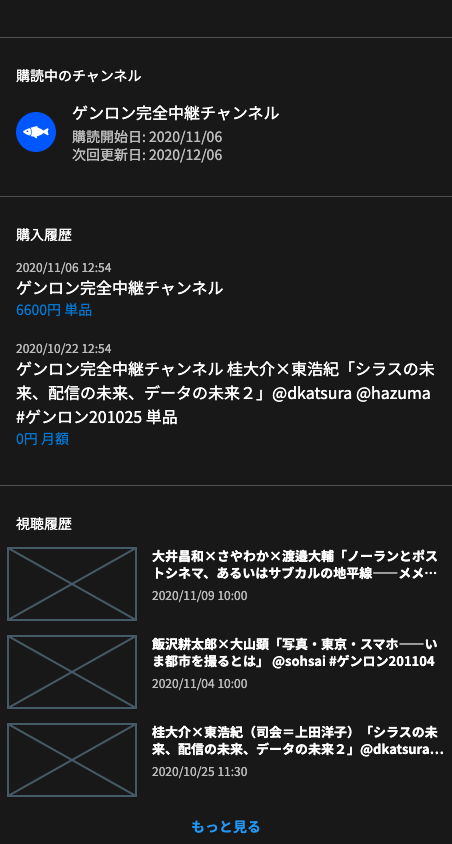 購読中のチャンネル
ゲンロン完全中継チャンネル
購読開始日: 2020/11/06
次回更新日: 2020/12/06
購入履歴
2020/11/06 12:54
ゲンロン完全中継チャンネル
6600円 単品
2020/10/22 12:54
ゲンロン完全中継チャンネル 桂大介×東浩紀「シラスの未
来、配信の未来、データの未来２」@dkatsura @hazuma
#ゲンロン201025 単品
0円 月額
視聴履歴
大井昌和×さやわか×渡邉大輔「ノーランとポス
トシネマ、あるいはサブカルの地平線――メメ…
2020/11/09 10:00
飯沢耕太郎×大山顕「写真・東京・スマホ――い
ま都市を撮るとは」 @sohsai #ゲンロン201104
2020/11/04 10:00
桂大介×東浩紀（司会＝上田洋子）「シラスの未
来、配信の未来、データの未来２」@dkatsura…
2020/10/25 11:30
もっと見る